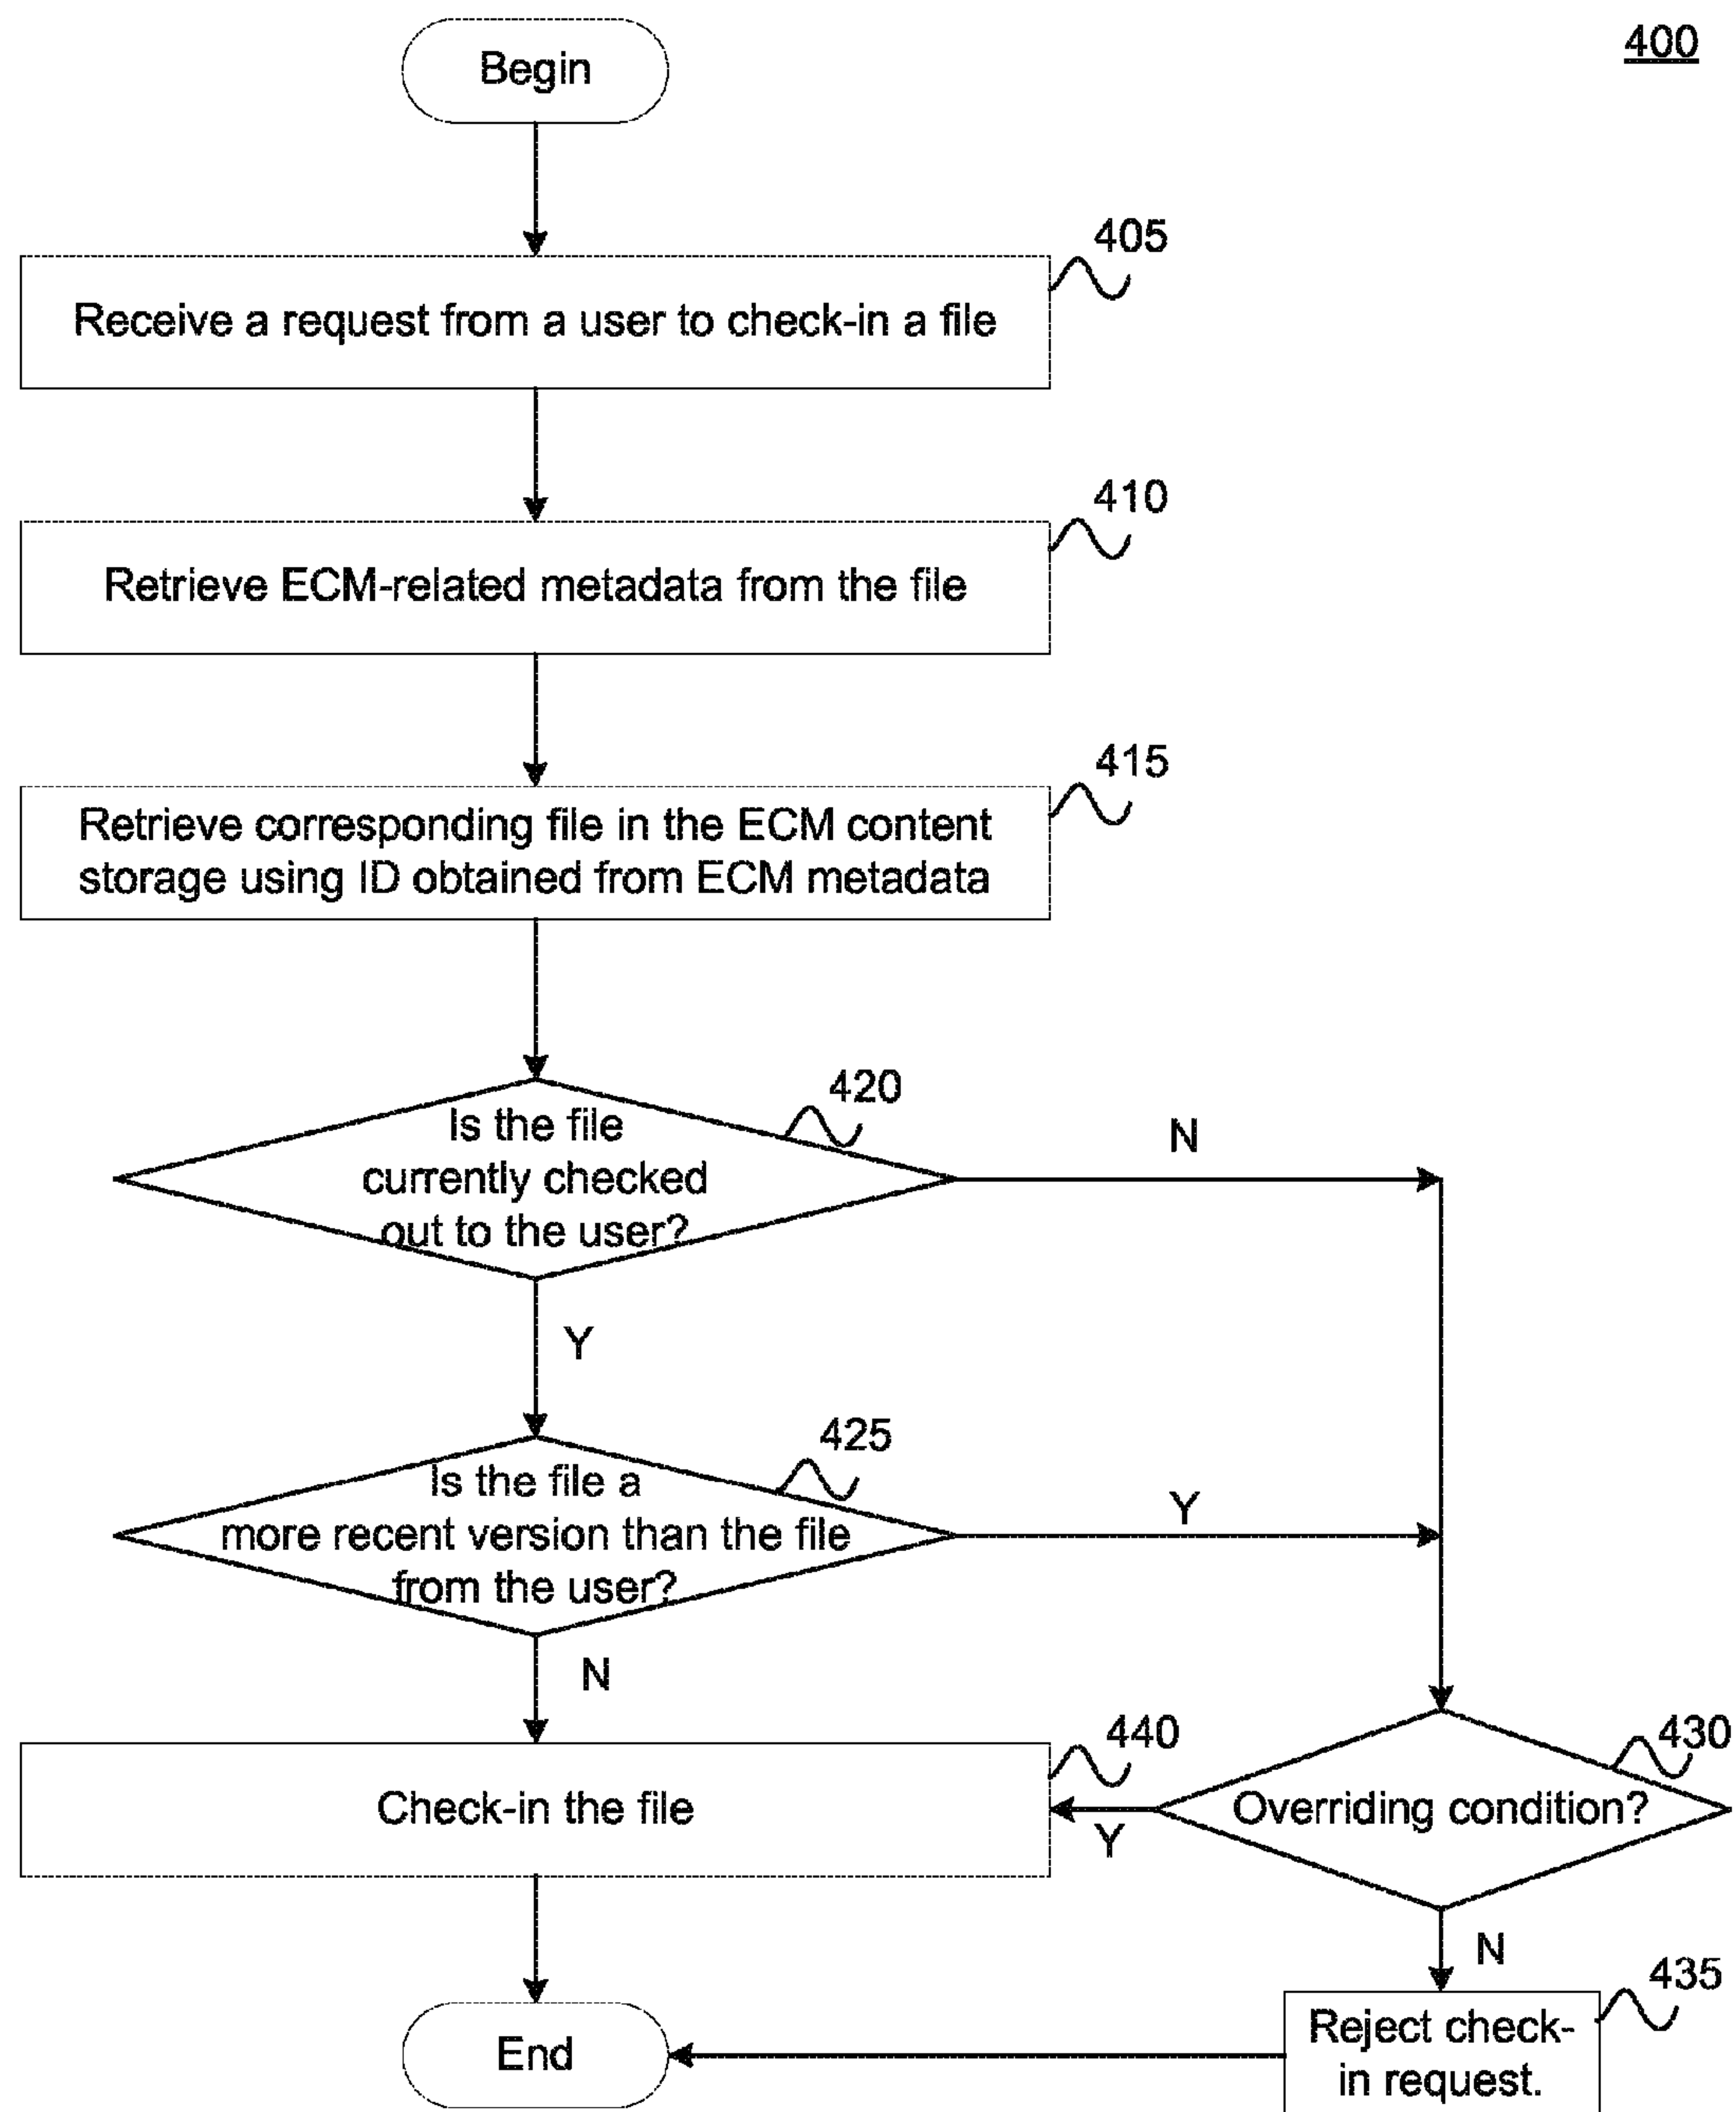 400
Begin
405
Receive a request from a user to check-in a file
410
Retrieve ECM-related metadata from the file
415
Retrieve corresponding file in the ECM content
storage using ID obtained from ECM metadata
420
Is the file
currently checked
out to the user?
N
Y
425
Is the file a
more recent version than the file
from the user?
Y
N
440
Check-in the file
430
Overriding condition?
Y
N
435
Reject check-
in request.
End